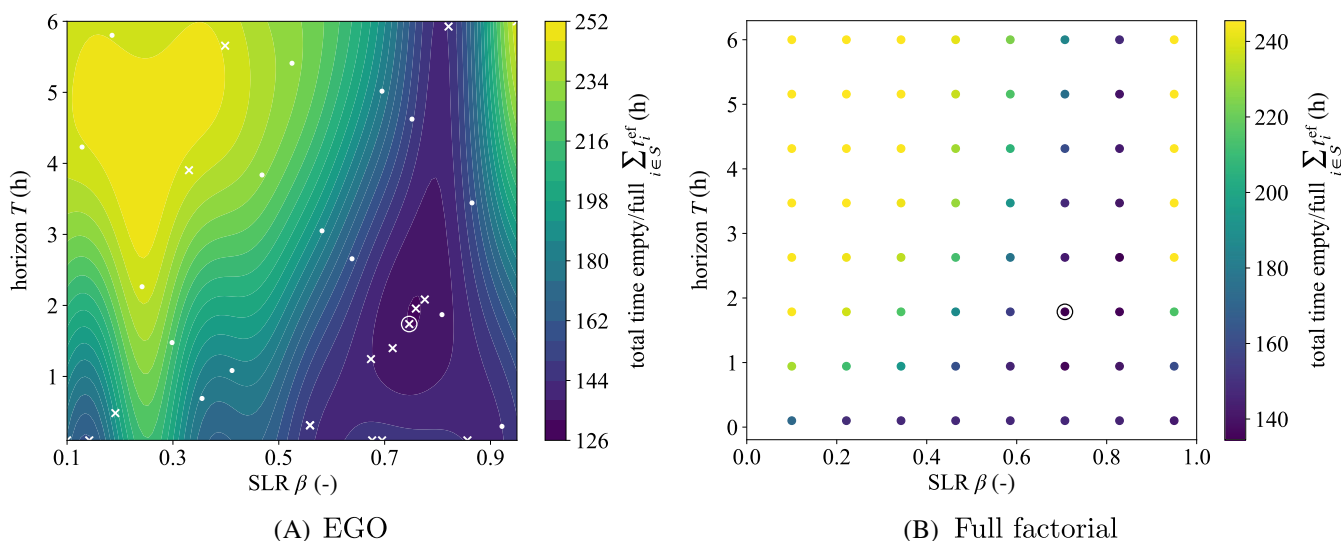 6
5
4
3
2
1
horizon T (h)
0.1 0.3 0.5 0.7 0.9
SLR β (-)
252
234
216
198
180
162
144
126
total time empty/full ∑ i∈S t_i^ef (h)
(A) EGO
6
5
4
3
2
1
0
horizon T (h)
0.0 0.2 0.4 0.6 0.8 1.0
SLR β (-)
240
220
200
180
160
140
total time empty/full ∑ i∈S t_i^ef (h)
(B) Full factorial